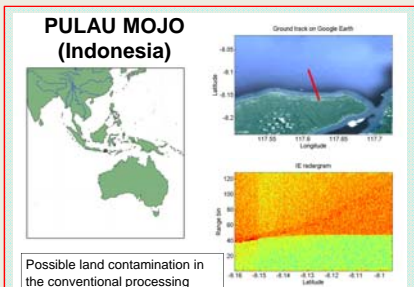 PULAU MOJO
(Indonesia)
Ground track on Google Earth
Latitude
-8.05
-8.1
-8.15
-8.2
117.55
117.6
117.65
117.7
Longitude
IE radargram
Range bin
120
100
80
60
40
20
-8.16
-8.15
-8.14
-8.13
-8.12
-8.11
-8.1
Latitude
Possible land contamination in
the conventional processing